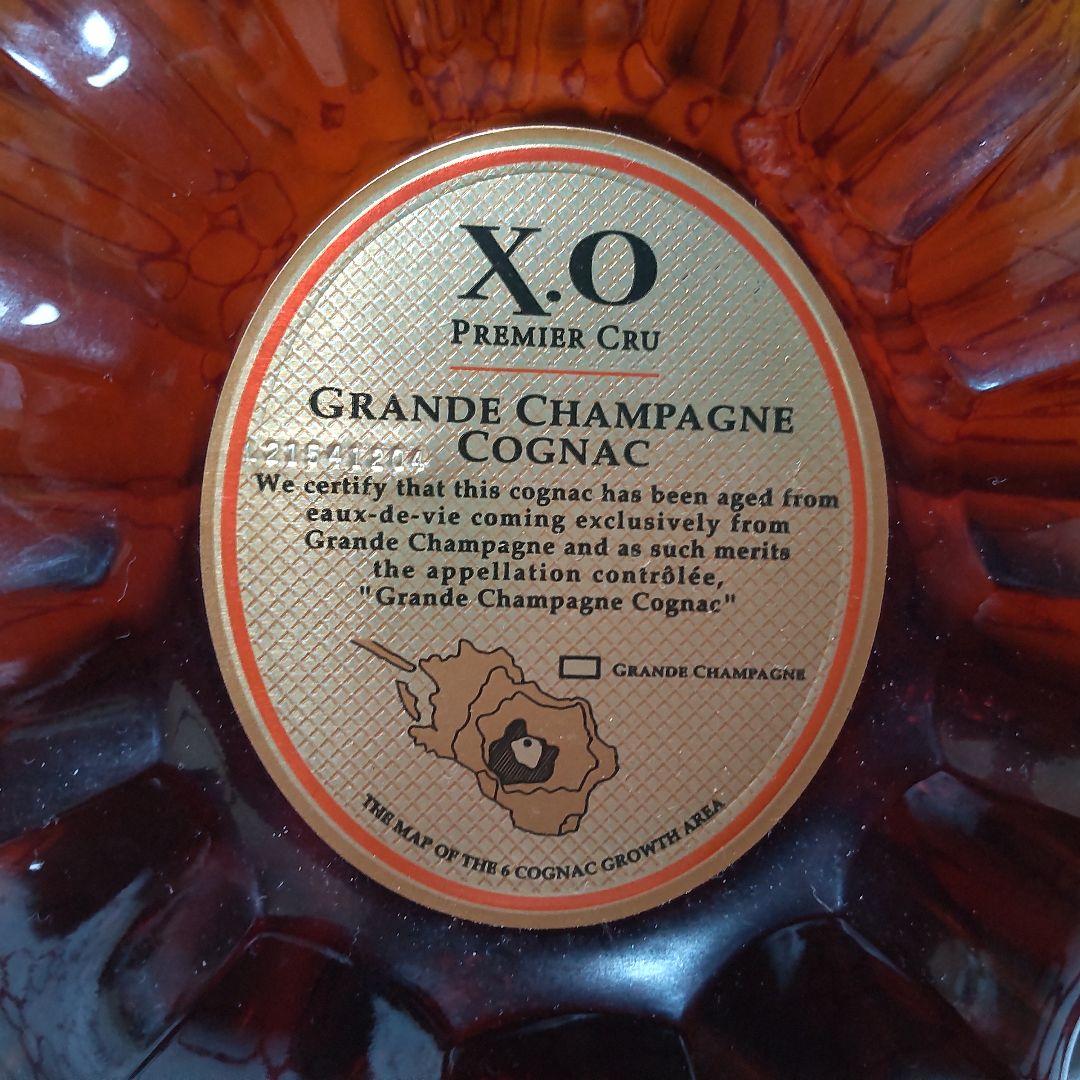 X.O
PREMIER CRU
GRANDE CHAMPAGNE
COGNAC
We certify that this cognac has been aged from
eaux-de-vie coming exclusively from
Grande Champagne and as such merits
the appellation contrôlée,
"Grande Champagne Cognac"
GRANDE CHAMPAGNE
THE MAP OF THE 6 COGNAC GROWTH AREA